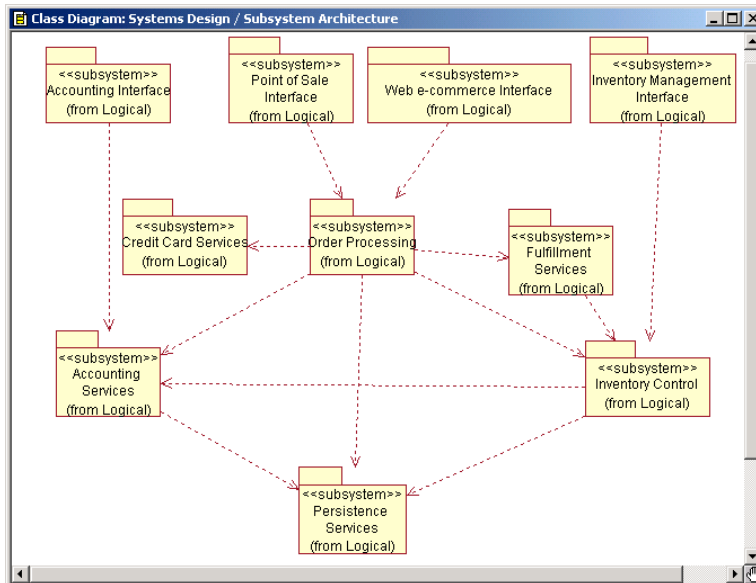 Class Diagram: Systems Design / Subsystem Architecture
<<subsystem>>
Accounting Interface
(from Logical)
<<subsystem>>
Point of Sale
Interface
(from Logical)
<<subsystem>>
Web e-commerce Interface
(from Logical)
<<subsystem>>
Inventory Management
Interface
(from Logical)
<<subsystem>>
Credit Card Services
(from Logical)
<<subsystem>>
Order Processing
(from Logical)
<<subsystem>>
Fulfillment
Services
(from Logical)
<<subsystem>>
Accounting
Services
(from Logical)
<<subsystem>>
Inventory Control
(from Logical)
<<subsystem>>
Persistence
Services
(from Logical)